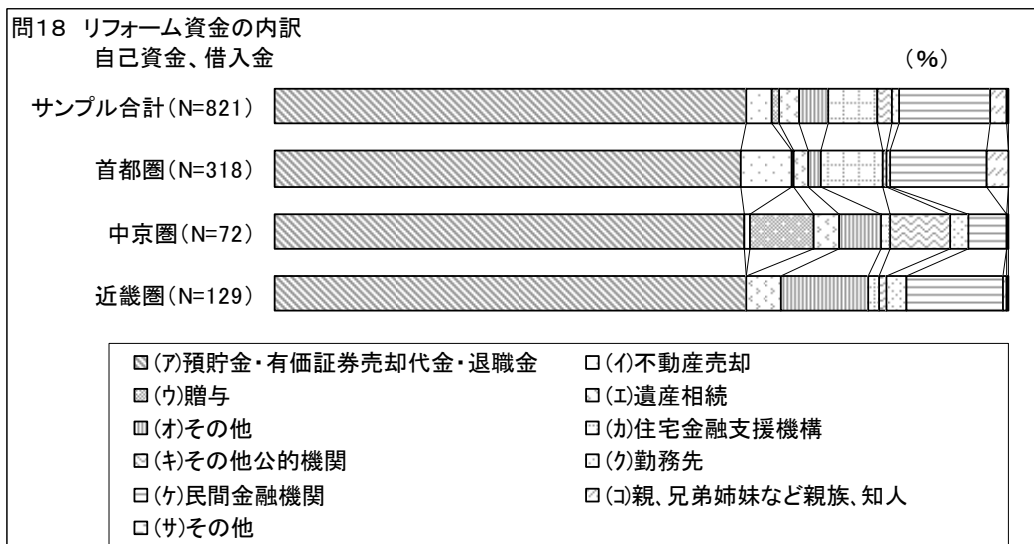 問18 リフォーム資金の内訳
自己資金、借入金 (%)
サンプル合計(N=821)
首都圏(N=318)
中京圏(N=72)
近畿圏(N=129)
(ア)預貯金・有価証券売却代金・退職金 (イ)不動産売却
(ウ)贈与 (エ)遺産相続
(オ)その他 (カ)住宅金融支援機構
(キ)その他公的機関 (ク)勤務先
(ケ)民間金融機関 (コ)親、兄弟姉妹など親族、知人
(サ)その他